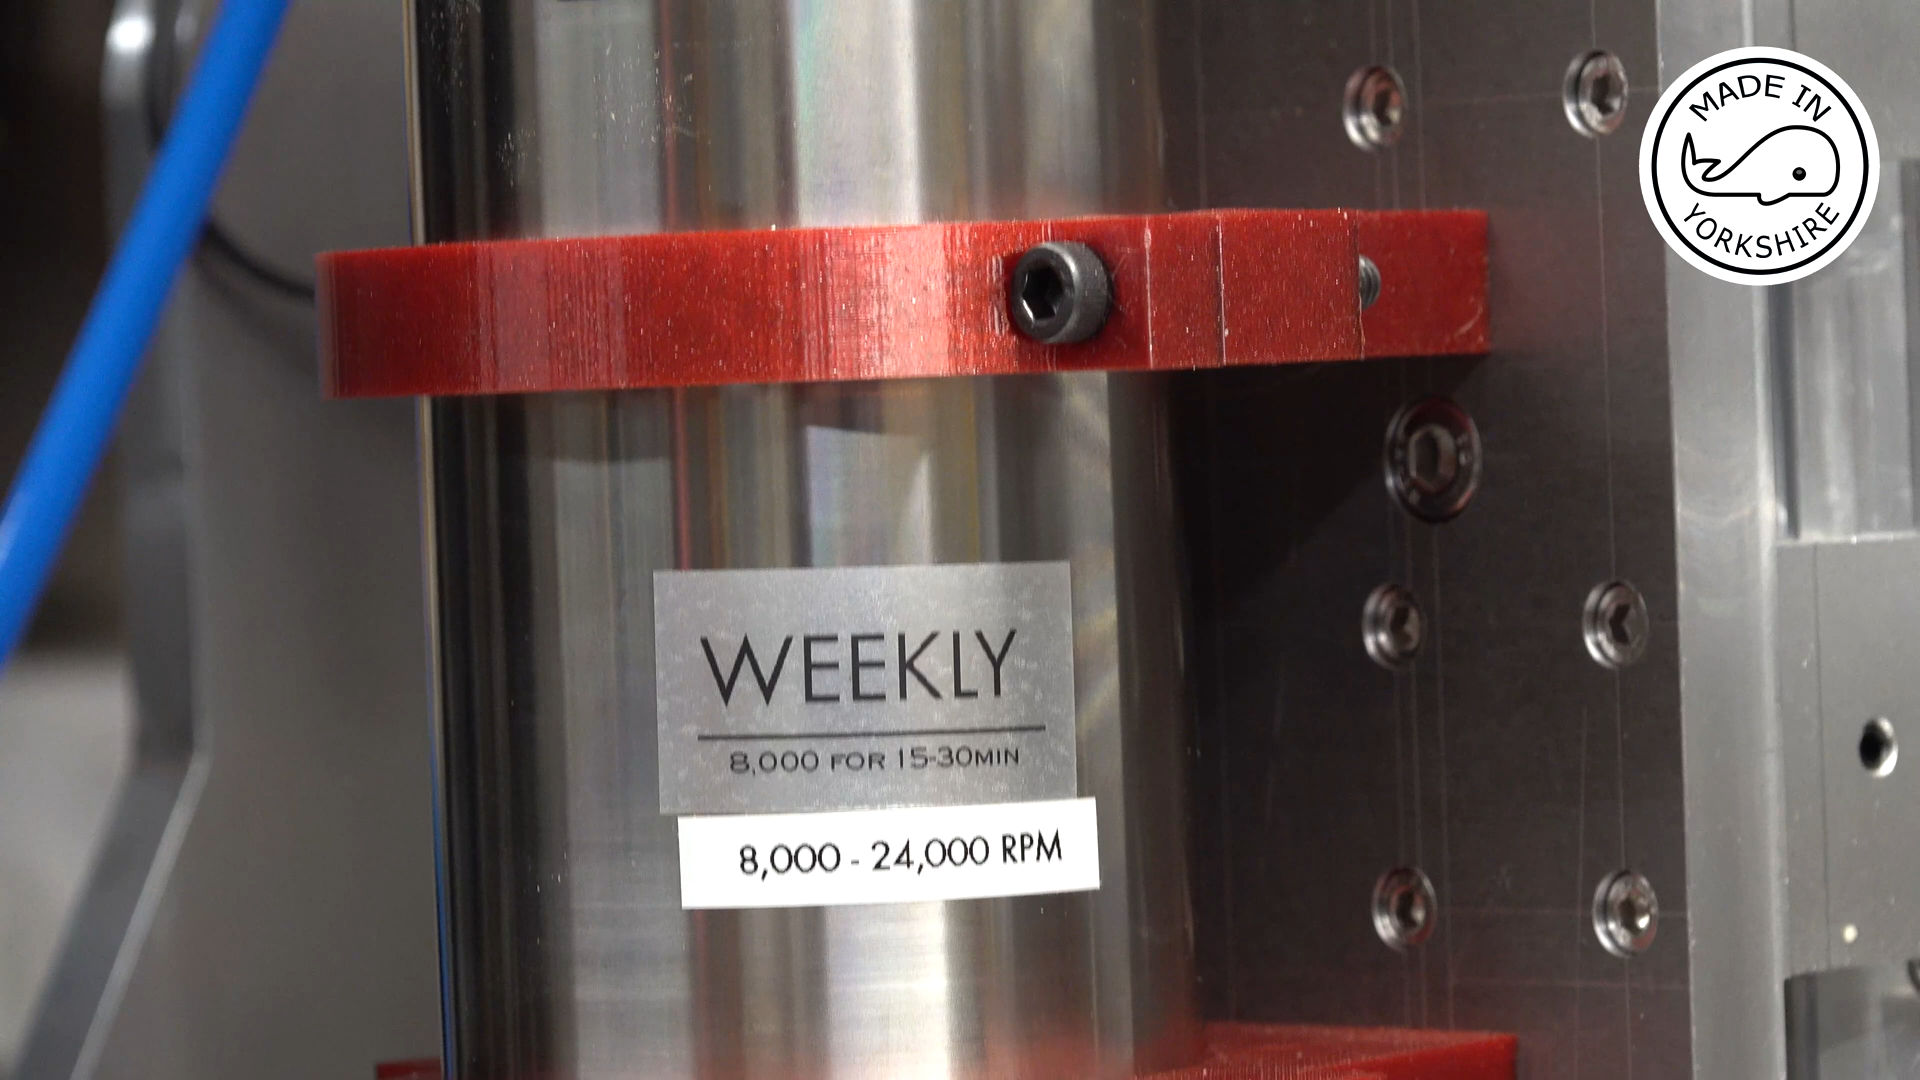 MADE IN
YORKSHIRE
WEEKLY
8,000 FOR 15-30MIN
8,000 - 24,000 RPM